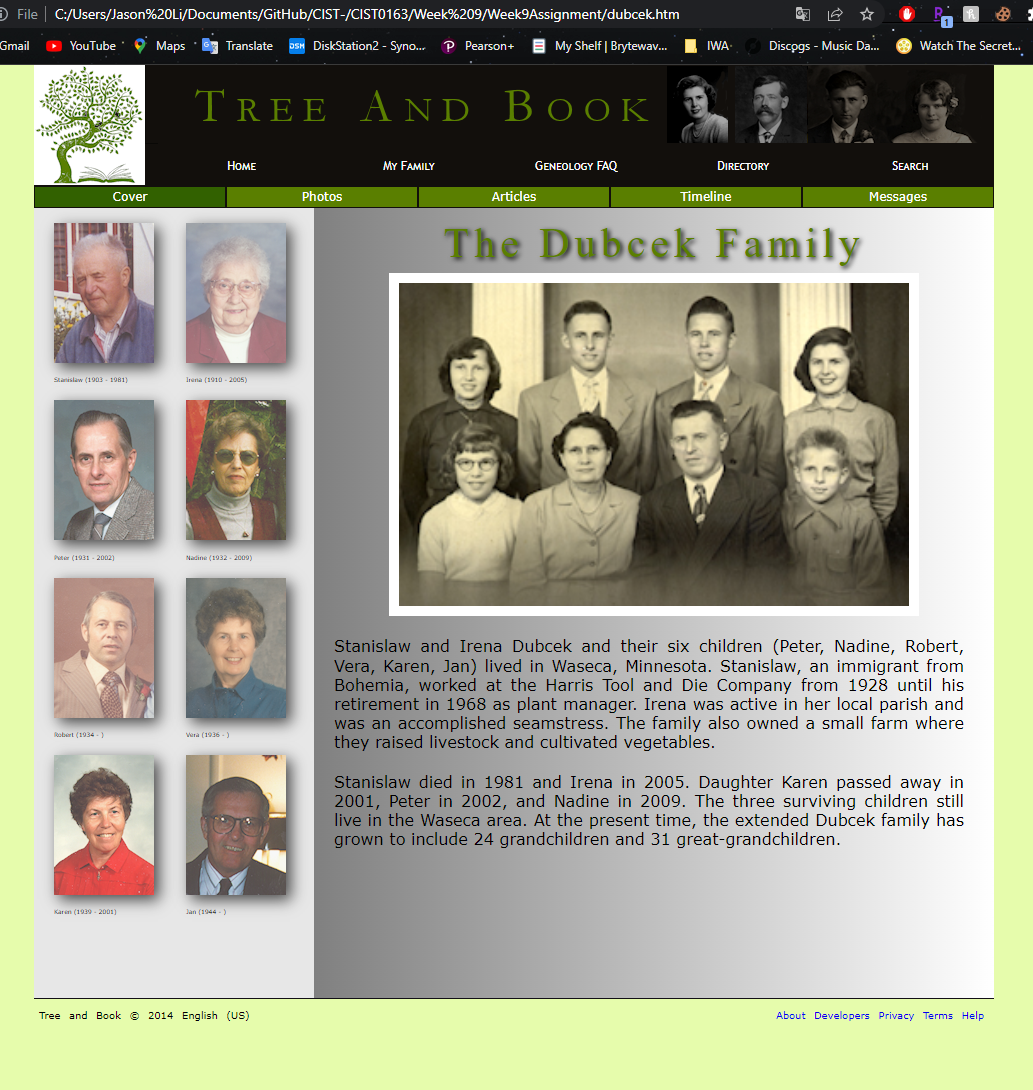 File | C:/Users/Jason%20Li/Documents/GitHub/CIST-/CIST0163/Week%209/Week9Assignment/dubcek.htm
Gmail YouTube Maps Translate DiskStation2 - Syno... Pearson+ My Shelf | Brytewav... IWA Discogs - Music Da... Watch The Secret...
TREE AND BOOK
HOME MY FAMILY GENEOLOGY FAQ DIRECTORY SEARCH
Cover Photos Articles Timeline Messages
The Dubcek Family
Stanislaw (1903 - 1981) Irena (1910 - 2005)
Peter (1931 - 2002) Nadine (1932 - 2009)
Robert (1934 - ) Vera (1936 - )
Karen (1939 - 2001) Jan (1944 - )
Stanislaw and Irena Dubcek and their six children (Peter, Nadine, Robert,
Vera, Karen, Jan) lived in Waseca, Minnesota. Stanislaw, an immigrant from
Bohemia, worked at the Harris Tool and Die Company from 1928 until his
retirement in 1968 as plant manager. Irena was active in her local parish and
was an accomplished seamstress. The family also owned a small farm where
they raised livestock and cultivated vegetables.
Stanislaw died in 1981 and Irena in 2005. Daughter Karen passed away in
2001, Peter in 2002, and Nadine in 2009. The three surviving children still
live in the Waseca area. At the present time, the extended Dubcek family has
grown to include 24 grandchildren and 31 great-grandchildren.
Tree and Book © 2014 English (US) About Developers Privacy Terms Help